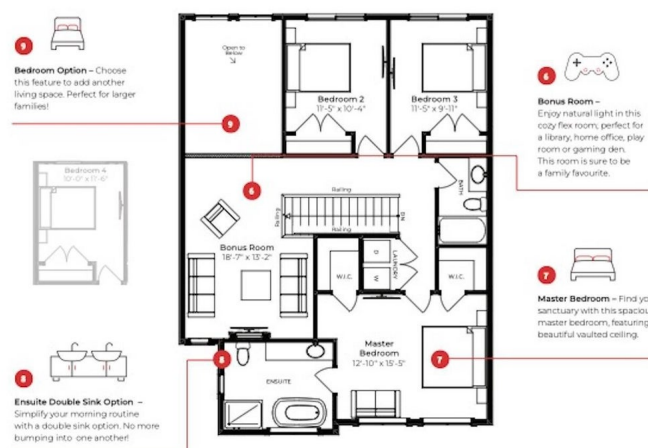 9
Bedroom Option – Choose
this feature to add another
living space. Perfect for larger
families!
Bedroom 4
10'-0" x 11'-6"
8
Ensuite Double Sink Option –
Simplify your morning routine
with a double sink option. No more
bumping into one another!
Open to
Below
9
Bedroom 2
11'-5" x 10'-4"
Bedroom 3
11'-5" x 9'-11"
6
Railing
Railing
Railing
DN
BATH
Bonus Room
18'-7" x 13'-2"
W.I.C.
D
W
LAUNDRY
W.I.C.
8
ENSUITE
Master
Bedroom
12'-10" x 15'-5"
7
6
Bonus Room –
Enjoy natural light in this
cozy flex room; perfect for
a library, home office, play
room or gaming den.
This room is sure to be
a family favourite.
7
Master Bedroom – Find yo
sanctuary with this spaciou
master bedroom, featuring
beautiful vaulted ceiling.